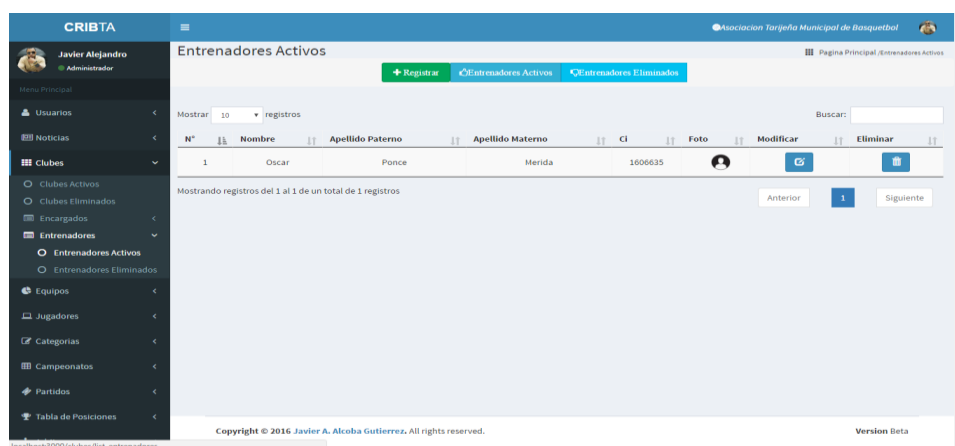 CRIBTA
Asociacion Tarijeña Municipal de Basquetbol
Javier Alejandro
Administrador
Menu Principal
Usuarios
Noticias
Clubes
Clubes Activos
Clubes Eliminados
Encargados
Entrenadores
Entrenadores Activos
Entrenadores Eliminados
Equipos
Jugadores
Categorias
Campeonatos
Partidos
Tabla de Posiciones
Entrenadores Activos
Pagina Principal /Entrenadores Activos
Registrar Entrenadores Activos Entrenadores Eliminados
Mostrar 10 registros Buscar:
N° Nombre Apellido Paterno Apellido Materno Ci Foto Modificar Eliminar
1 Oscar Ponce Merida 1606635
Mostrando registros del 1 al 1 de un total de 1 registros
Anterior 1 Siguiente
Copyright © 2016 Javier A. Alcoba Gutierrez. All rights reserved. Version Beta